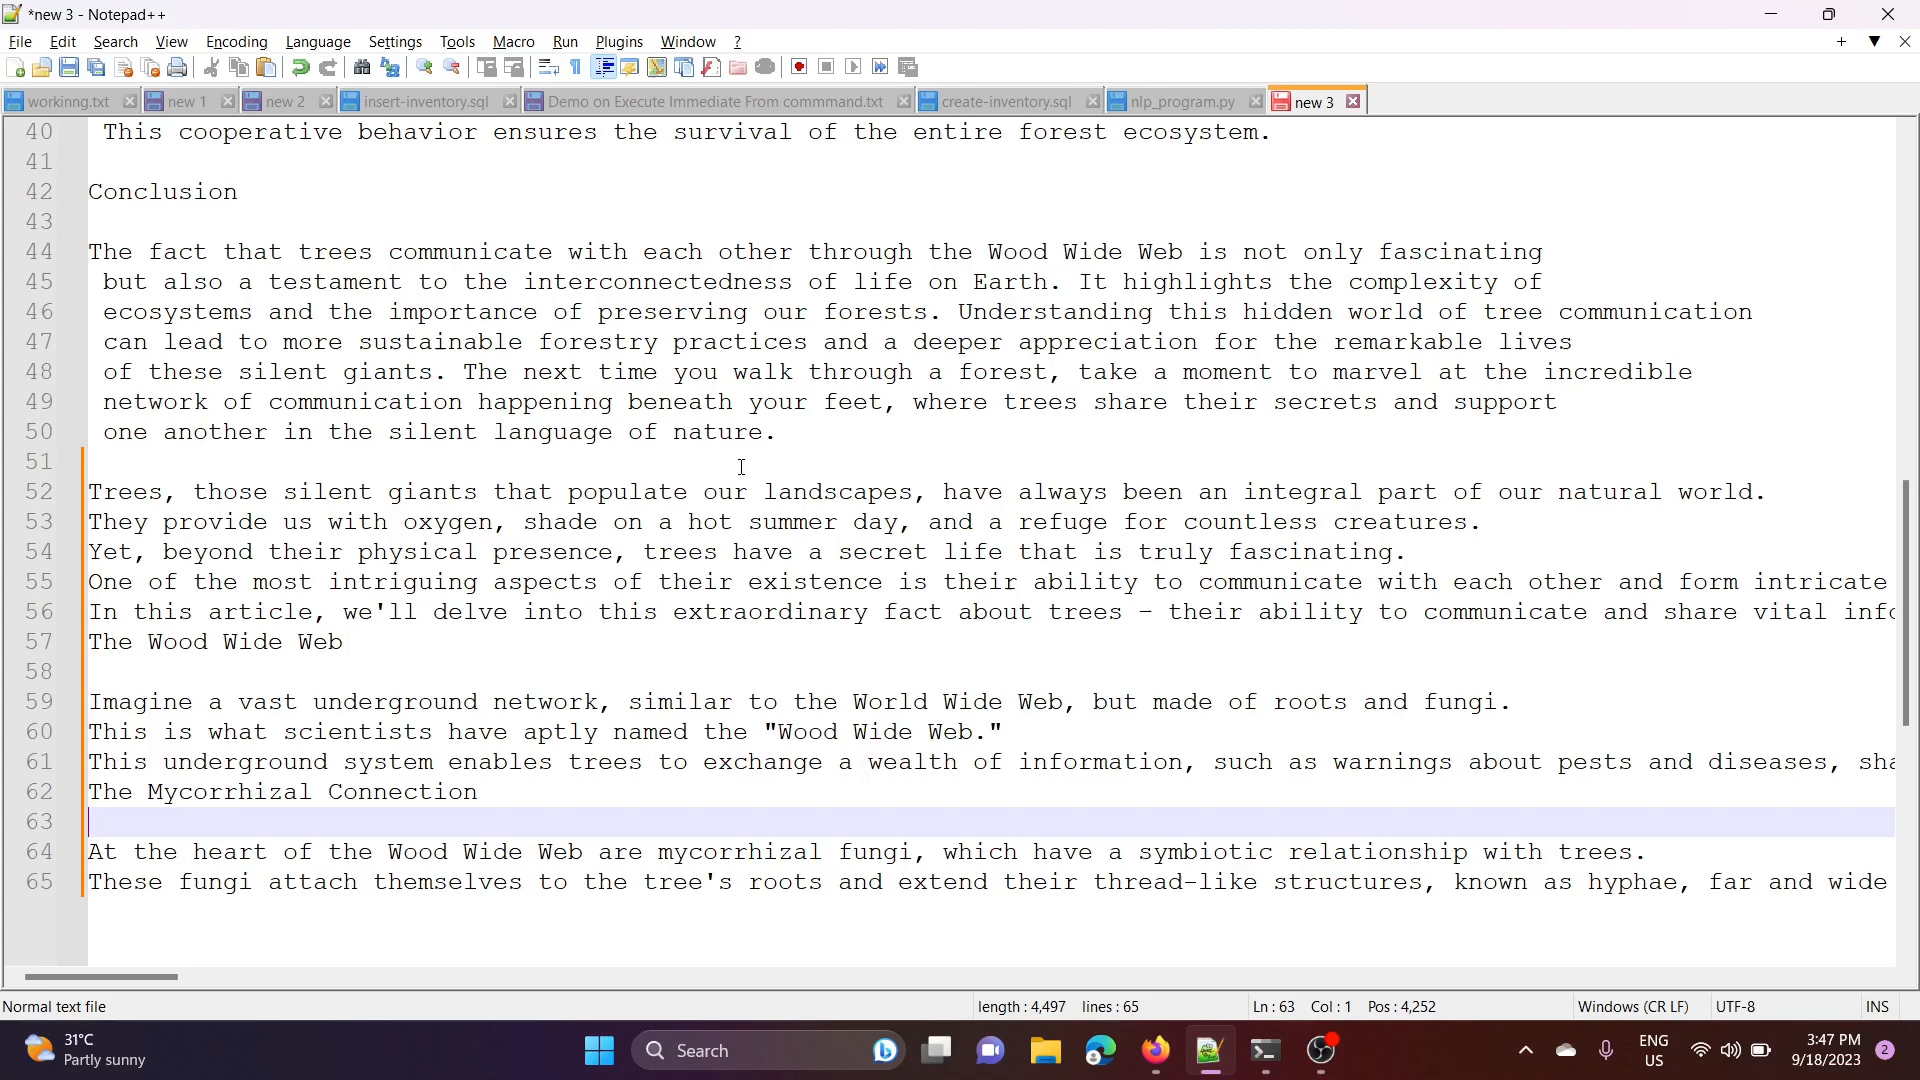 *new 3 - Notepad++
File Edit Search View Encoding Language Settings Tools Macro Run Plugins Window ?
workinng.txt new 1 new 2 insert-inventory.sql Demo on Execute Immediate From commmand.txt create-inventory.sql nlp_program.py new 3
40 This cooperative behavior ensures the survival of the entire forest ecosystem.
41
42 Conclusion
43
44 The fact that trees communicate with each other through the Wood Wide Web is not only fascinating
45 but also a testament to the interconnectedness of life on Earth. It highlights the complexity of
46 ecosystems and the importance of preserving our forests. Understanding this hidden world of tree communication
47 can lead to more sustainable forestry practices and a deeper appreciation for the remarkable lives
48 of these silent giants. The next time you walk through a forest, take a moment to marvel at the incredible
49 network of communication happening beneath your feet, where trees share their secrets and support
50 one another in the silent language of nature.
51
52 Trees, those silent giants that populate our landscapes, have always been an integral part of our natural world.
53 They provide us with oxygen, shade on a hot summer day, and a refuge for countless creatures.
54 Yet, beyond their physical presence, trees have a secret life that is truly fascinating.
55 One of the most intriguing aspects of their existence is their ability to communicate with each other and form intricate
56 In this article, we'll delve into this extraordinary fact about trees – their ability to communicate and share vital info
57 The Wood Wide Web
58
59 Imagine a vast underground network, similar to the World Wide Web, but made of roots and fungi.
60 This is what scientists have aptly named the "Wood Wide Web."
61 This underground system enables trees to exchange a wealth of information, such as warnings about pests and diseases, sha
62 The Mycorrhizal Connection
63
64 At the heart of the Wood Wide Web are mycorrhizal fungi, which have a symbiotic relationship with trees.
65 These fungi attach themselves to the tree's roots and extend their thread-like structures, known as hyphae, far and wide
Normal text file length : 4,497 lines : 65 Ln : 63 Col : 1 Pos : 4,252 Windows (CR LF) UTF-8 INS
31°C
Partly sunny
Search
ENG
US
3:47 PM
9/18/2023
2